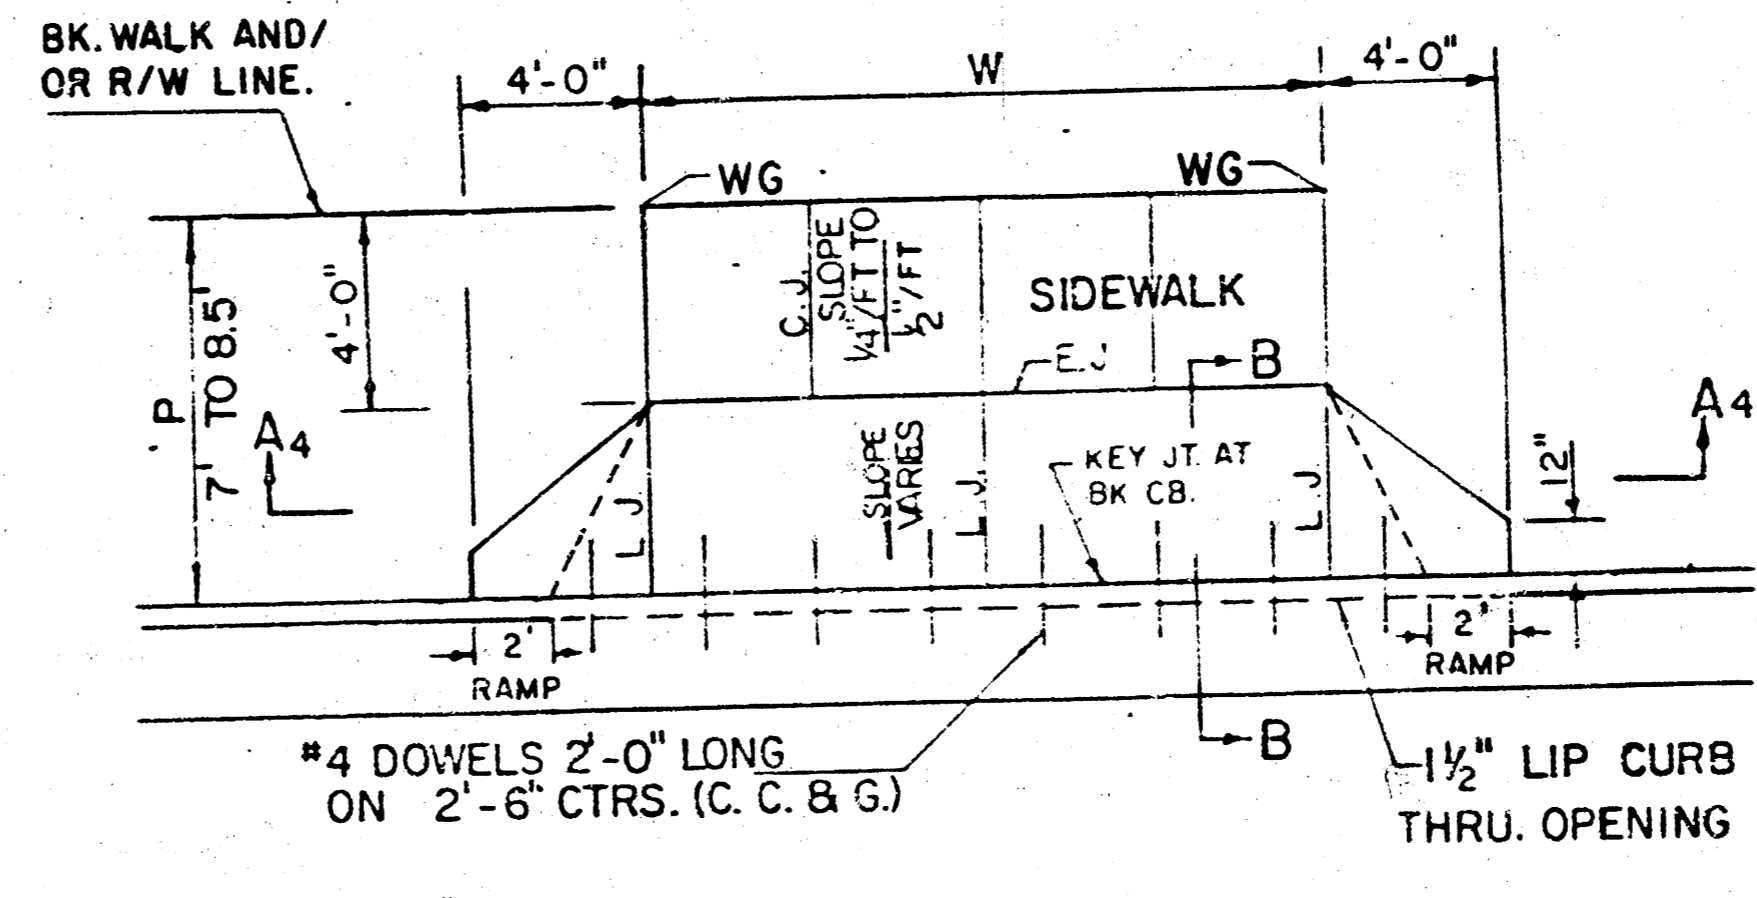 BK. WALK AND/
OR R/W LINE.
4'-0"
W
4'-0"
WG
WG
4'-0"
P
7' TO 8.5'
C.J.
SLOPE
1/4"/FT TO
1/2"/FT
SIDEWALK
E.J
B
A4
A4
SLOPE
VARIES
KEY JT. AT
BK CB.
12"
L J
L J.
L.J
2'
RAMP
2'
RAMP
#4 DOWELS 2'-0" LONG
ON 2'-6" CTRS. (C. C. & G.)
B
1 1/2" LIP CURB
THRU. OPENING